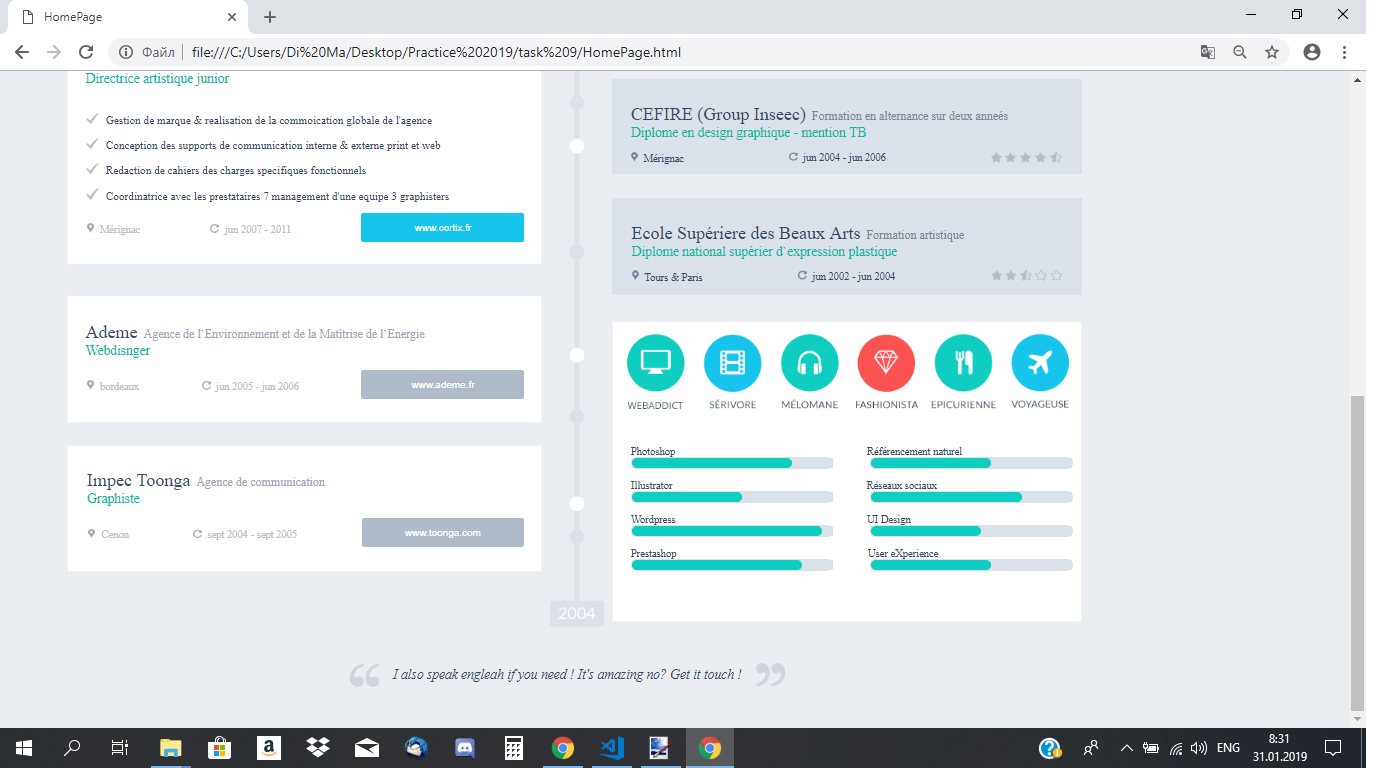 HomePage
Файл
file:///C:/Users/Di%20Ma/Desktop/Practice%202019/task%209/HomePage.html
Directrice artistique junior
Gestion de marque & realisation de la commoication globale de l'agence
Conception des supports de communication interne & externe print et web
Redaction de cahiers des charges specifiques fonctionnels
Coordinatrice avec les prestataires 7 management d'une equipe 3 graphisters
Mérignac jun 2007 - 2011 www.cortix.fr
Ademe Agence de l`Environnement et de la Matitrise de l`Energie
Webdisnger
bordeaux jun 2005 - jun 2006 www.ademe.fr
Impec Toonga Agence de communication
Graphiste
Cenon sept 2004 - sept 2005 www.toonga.com
2004
CEFIRE (Group Inseec) Formation en alternance sur deux anneés
Diplome en design graphique - mention TB
Mérignac jun 2004 - jun 2006
Ecole Supériere des Beaux Arts Formation artistique
Diplome national supérier d`expression plastique
Tours & Paris jun 2002 - jun 2004
WEBADDICT SÉRIVORE MÉLOMANE FASHIONISTA EPICURIENNE VOYAGEUSE
Photoshop Référencement naturel
Illustrator Réseaux sociaux
Wordpress UI Design
Prestashop User eXperience
“ I also speak engleah if you need ! It's amazing no? Get it touch ! ”
ENG
8:31
31.01.2019